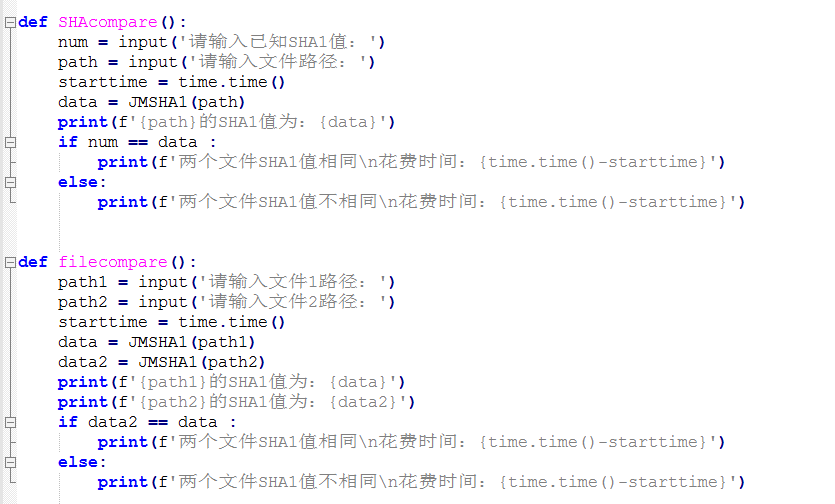 def SHAcompare():
    num = input('请输入已知SHA1值：')
    path = input('请输入文件路径：')
    starttime = time.time()
    data = JMSHA1(path)
    print(f'{path}的SHA1值为：{data}')
    if num == data :
        print(f'两个文件SHA1值相同\n花费时间：{time.time()-starttime}')
    else:
        print(f'两个文件SHA1值不相同\n花费时间：{time.time()-starttime}')
def filecompare():
    path1 = input('请输入文件1路径：')
    path2 = input('请输入文件2路径：')
    starttime = time.time()
    data = JMSHA1(path1)
    data2 = JMSHA1(path2)
    print(f'{path1}的SHA1值为：{data}')
    print(f'{path2}的SHA1值为：{data2}')
    if data2 == data :
        print(f'两个文件SHA1值相同\n花费时间：{time.time()-starttime}')
    else:
        print(f'两个文件SHA1值不相同\n花费时间：{time.time()-starttime}')